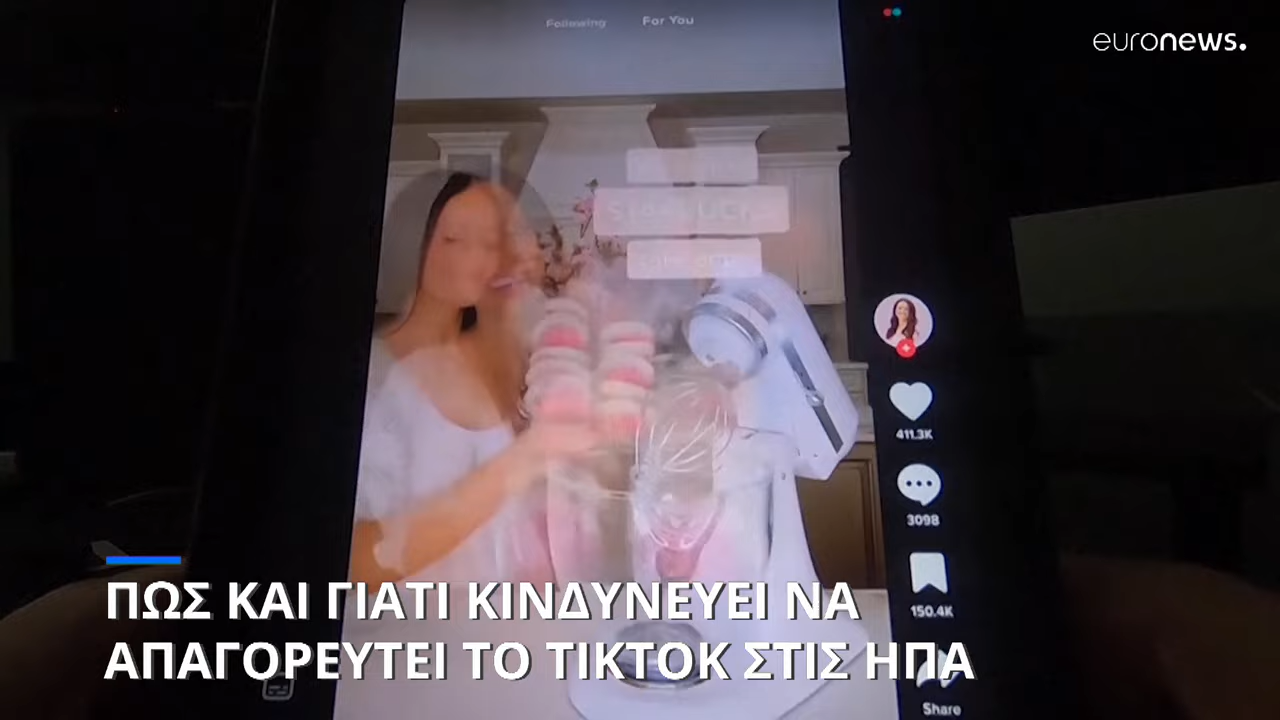 Following For You
euronews.
411.3K
3098
150.4K
ΠΩΣ ΚΑΙ ΓΙΑΤΙ ΚΙΝΔΥΝΕΥΕΙ ΝΑ
ΑΠΑΓΟΡΕΥΤΕΙ ΤΟ ΤΙΚΤΟΚ ΣΤΙΣ ΗΠΑ
Share